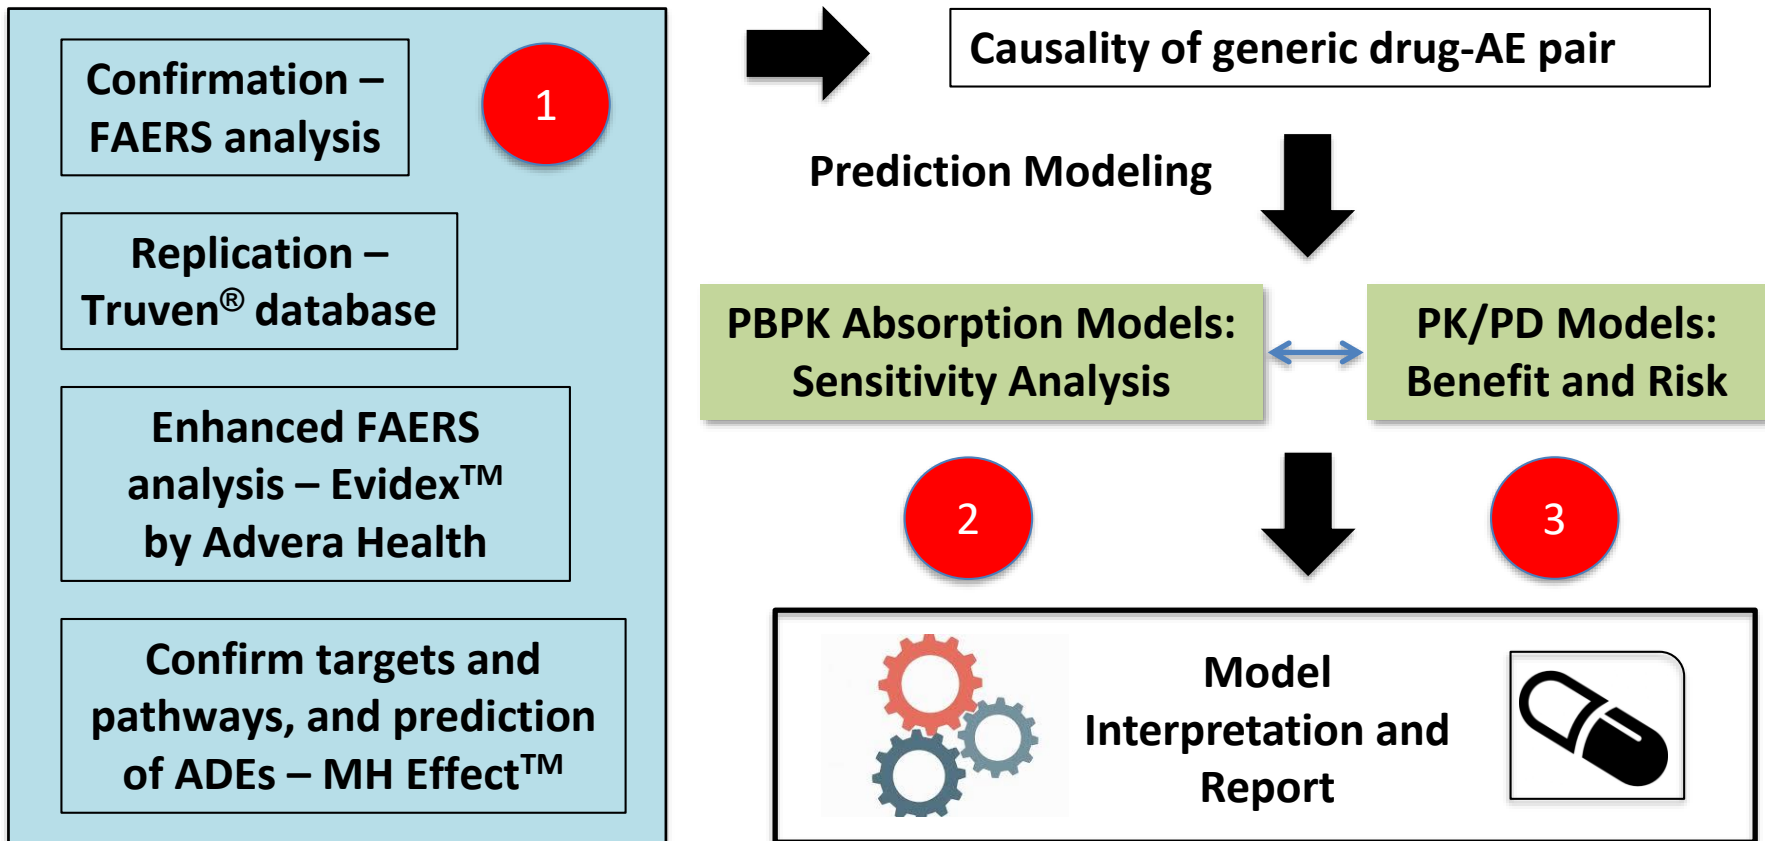 Confirmation –
FAERS analysis
1
Replication –
Truven® database
Enhanced FAERS
analysis – Evidex™
by Advera Health
Confirm targets and
pathways, and prediction
of ADEs – MH Effect™
Causality of generic drug-AE pair
Prediction Modeling
PBPK Absorption Models:
Sensitivity Analysis
PK/PD Models:
Benefit and Risk
2
3
Model
Interpretation and
Report